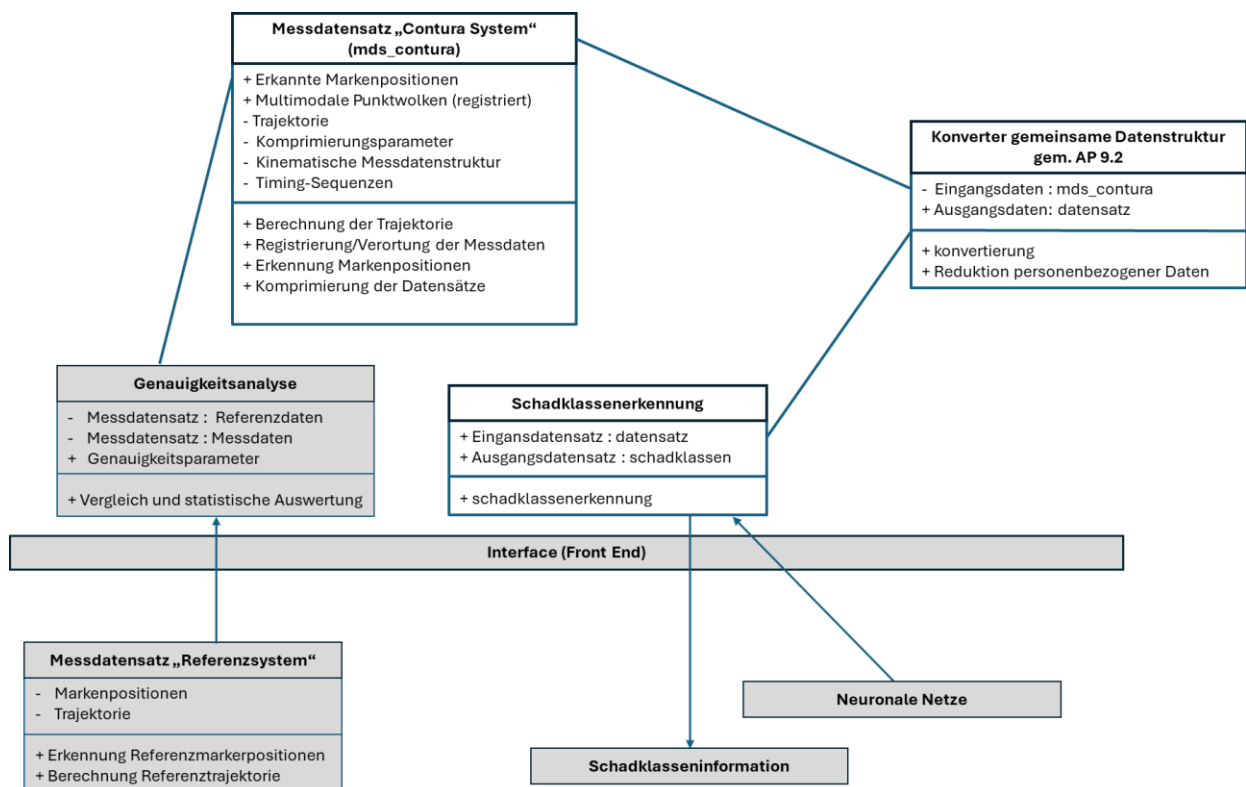 Messdatensatz „Contura System“
(mds_contura)
+ Erkannte Markenpositionen
+ Multimodale Punktwolken (registriert)
- Trajektorie
- Komprimierungsparameter
- Kinematische Messdatenstruktur
- Timing-Sequenzen
+ Berechnung der Trajektorie
+ Registrierung/Verortung der Messdaten
+ Erkennung Markenpositionen
+ Komprimierung der Datensätze
Konverter gemeinsame Datenstruktur
gem. AP 9.2
- Eingangsdaten : mds_contura
+ Ausgangsdaten: datensatz
+ konvertierung
+ Reduktion personenbezogener Daten
Genauigkeitsanalyse
- Messdatensatz : Referenzdaten
- Messdatensatz : Messdaten
+ Genauigkeitsparameter
+ Vergleich und statistische Auswertung
Schadklassenerkennung
+ Eingansdatensatz : datensatz
+ Ausgangsdatensatz : schadklassen
+ schadklassenerkennung
Interface (Front End)
Messdatensatz „Referenzsystem“
- Markenpositionen
- Trajektorie
+ Erkennung Referenzmarkerpositionen
+ Berechnung Referenztrajektorie
Neuronale Netze
Schadklasseninformation